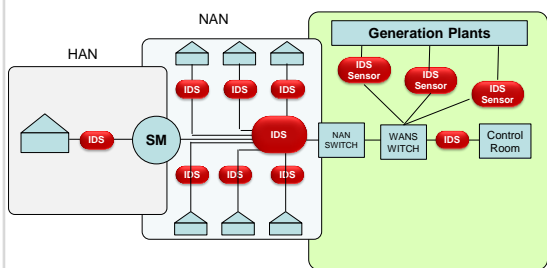 NAN
HAN
Generation Plants
IDS
Sensor
IDS
Sensor
IDS
Sensor
IDS
IDS
IDS
IDS
SM
IDS
NAN
SWITCH
WANS
WITCH
IDS
Control
Room
IDS
IDS
IDS